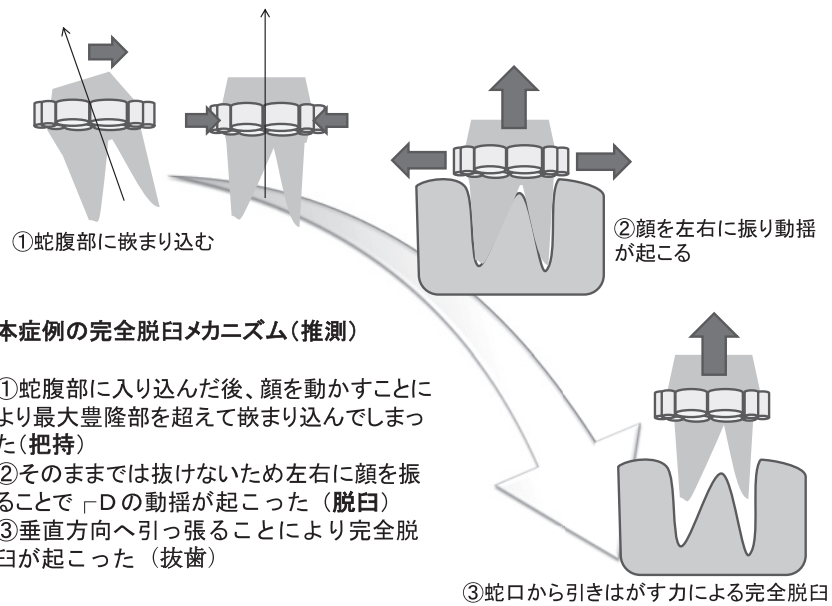 ①蛇腹部に嵌まり込む
②顔を左右に振り動揺
が起こる
本症例の完全脱臼メカニズム（推測）
①蛇腹部に入り込んだ後、顔を動かすことに
より最大豊隆部を超えて嵌まり込んでしまっ
た（把持）
②そのままでは抜けないため左右に顔を振
ることで┌Dの動揺が起こった（脱臼）
③垂直方向へ引っ張ることにより完全脱
臼が起こった（抜歯）
③蛇口から引きはがす力による完全脱臼